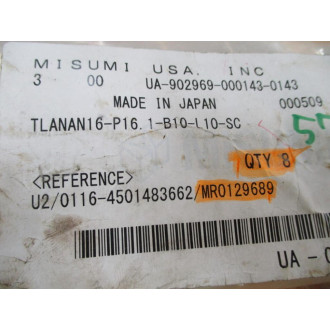 MISUMI USA. INC
3 00 UA-902969-000143-0143
MADE IN JAPAN 000509
TLANAN16-P16.1-B10-L10-SC
QTY 8
<REFERENCE>
U2/0116-4501483662/MRO129689
UA -